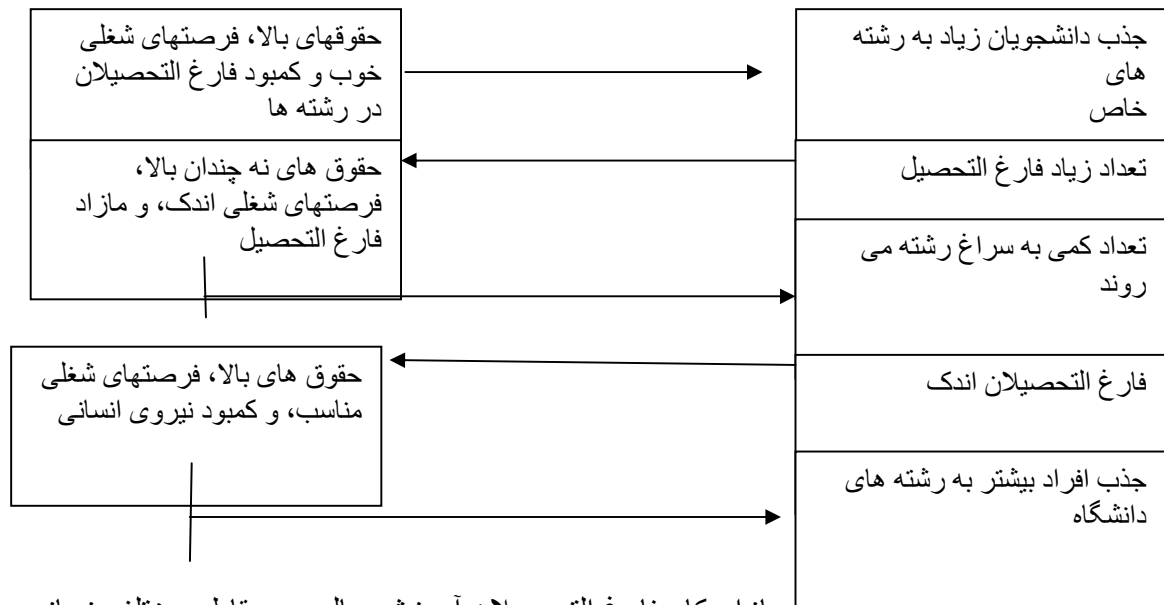 حقوقهای بالا، فرصتهای شغلی
خوب و کمبود فارغ التحصیلان
در رشته ها
جذب دانشجویان زیاد به رشته
های
خاص
تعداد زیاد فارغ التحصیل
حقوق های نه چندان بالا،
فرصتهای شغلی اندک، و مازاد
فارغ التحصیل
تعداد کمی به سراغ رشته می
روند
فارغ التحصیلان اندک
حقوق های بالا، فرصتهای شغلی
مناسب، و کمبود نیروی انسانی
جذب افراد بیشتر به رشته های
دانشگاه